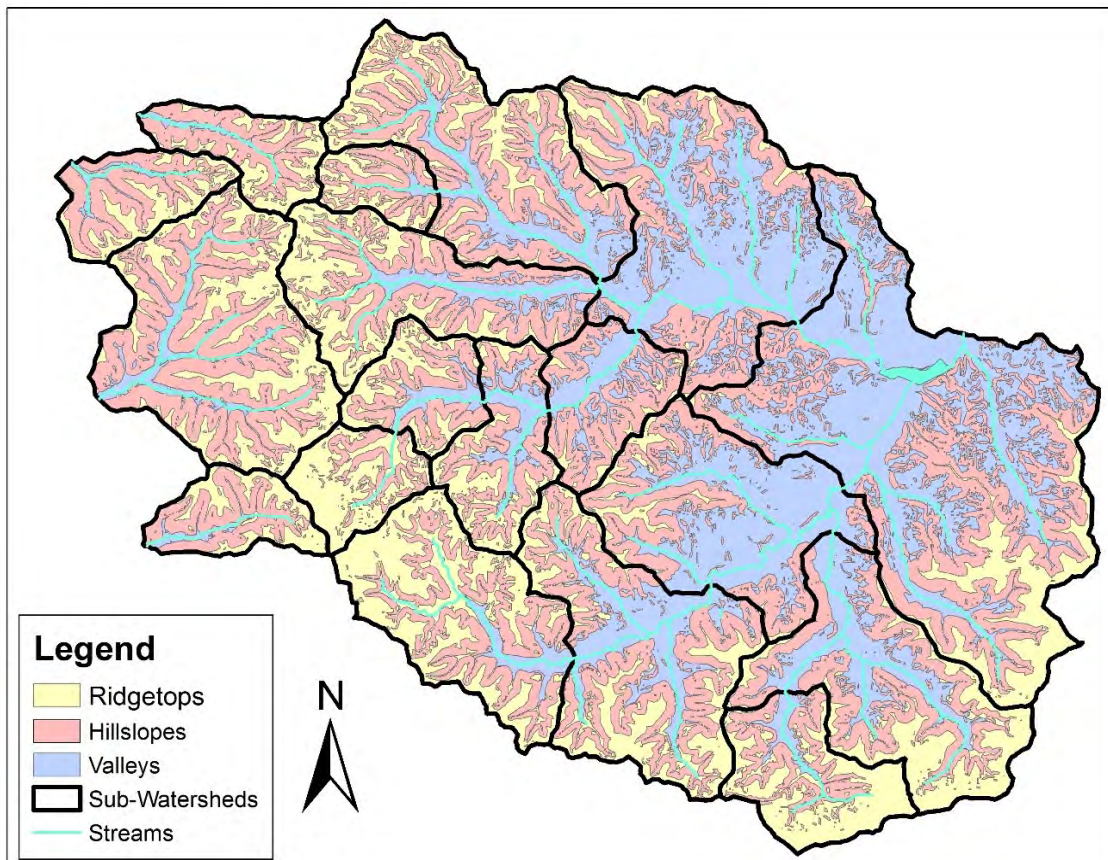 Legend
Ridgetops
Hillslopes
Valleys
Sub-Watersheds
Streams
N